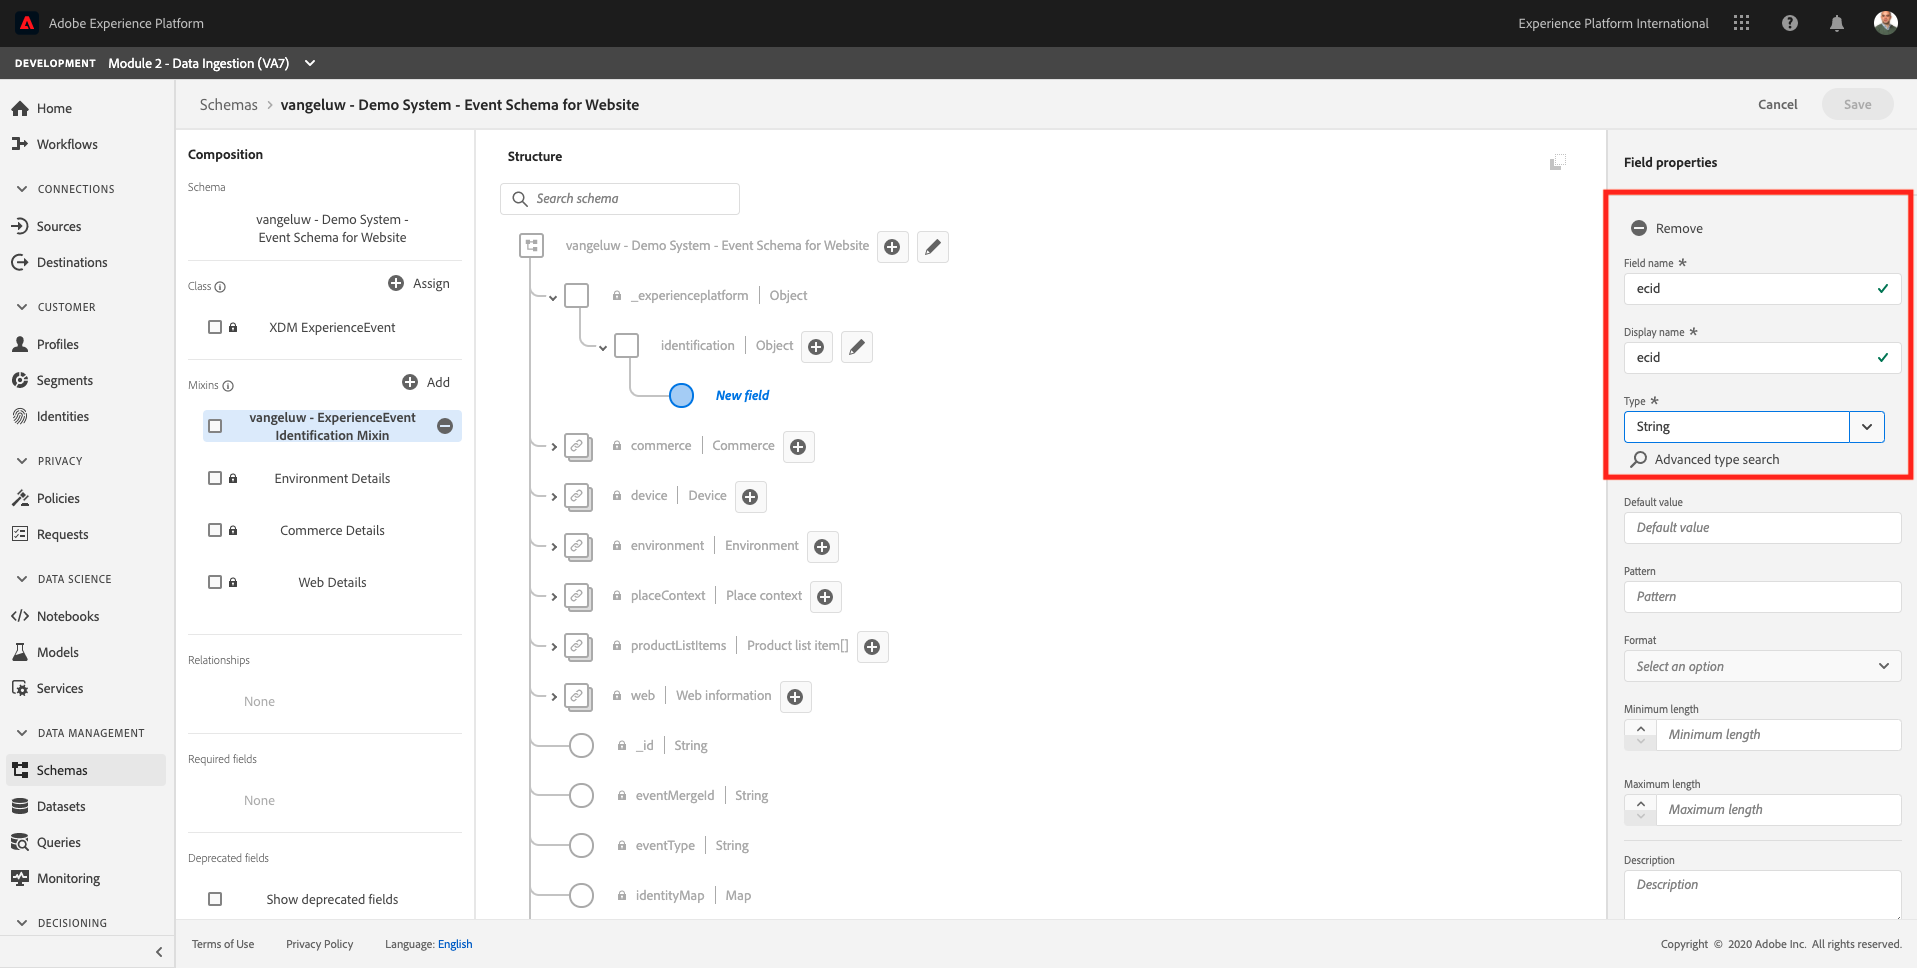 Adobe Experience Platform
Experience Platform International
DEVELOPMENT Module 2 - Data Ingestion (VA7)
Home
Workflows
CONNECTIONS
Sources
Destinations
CUSTOMER
Profiles
Segments
Identities
PRIVACY
Policies
Requests
DATA SCIENCE
Notebooks
Models
Services
DATA MANAGEMENT
Schemas
Datasets
Queries
Monitoring
DECISIONING
Schemas > vangeluw - Demo System - Event Schema for Website
Cancel
Save
Composition
Schema
vangeluw - Demo System -
Event Schema for Website
Class
Assign
XDM ExperienceEvent
Mixins
Add
vangeluw - ExperienceEvent
Identification Mixin
Environment Details
Commerce Details
Web Details
Relationships
None
Required fields
None
Deprecated fields
Show deprecated fields
Structure
Search schema
vangeluw - Demo System - Event Schema for Website
_experienceplatform | Object
identification | Object
New field
commerce | Commerce
device | Device
environment | Environment
placeContext | Place context
productListItems | Product list item[]
web | Web information
_id | String
eventMergeId | String
eventType | String
identityMap | Map
Field properties
Remove
Field name *
ecid
Display name *
ecid
Type *
String
Advanced type search
Default value
Default value
Pattern
Pattern
Format
Select an option
Minimum length
Minimum length
Maximum length
Maximum length
Description
Description
Terms of Use
Privacy Policy
Language: English
Copyright © 2020 Adobe Inc. All rights reserved.